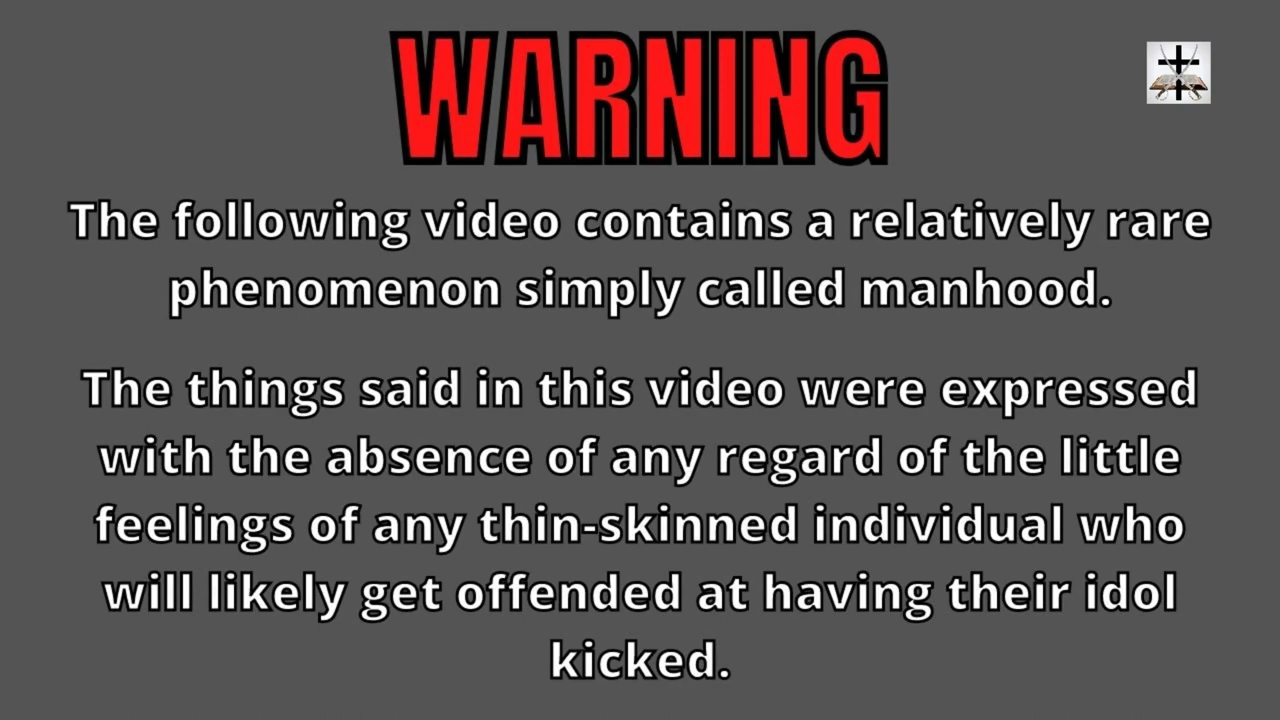 WARNING
The following video contains a relatively rare
phenomenon simply called manhood.
The things said in this video were expressed
with the absence of any regard of the little
feelings of any thin-skinned individual who
will likely get offended at having their idol
kicked.